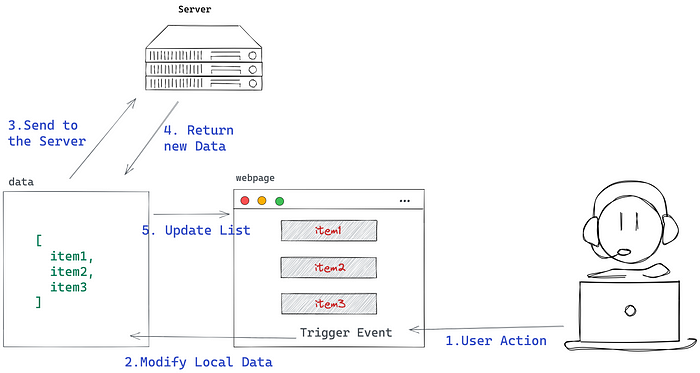 Server
3.Send to
the Server
4. Return
new Data
data
webpage
...
[
item1,
item2,
item3
]
5. Update List
item1
item2
item3
Trigger Event
1.User Action
2.Modify Local Data